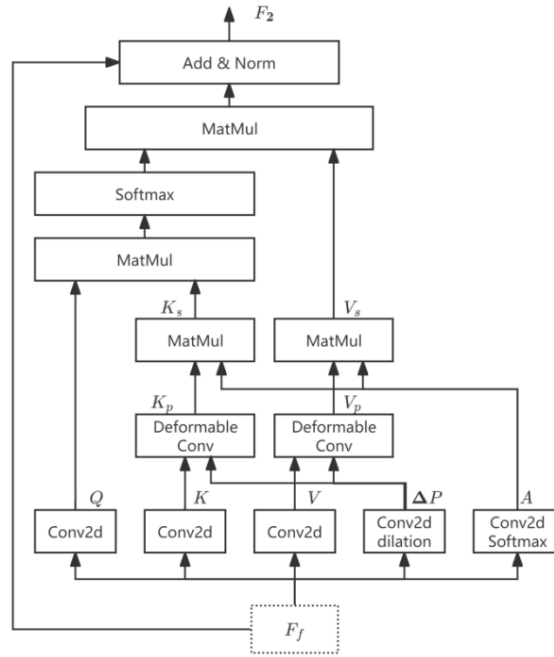 F₂
Add & Norm
MatMul
Softmax
MatMul
Kₛ
Vₛ
MatMul
MatMul
Kₚ
Vₚ
Deformable
Conv
Deformable
Conv
Q
K
V
ΔP
A
Conv2d
Conv2d
Conv2d
Conv2d
dilation
Conv2d
Softmax
F_f